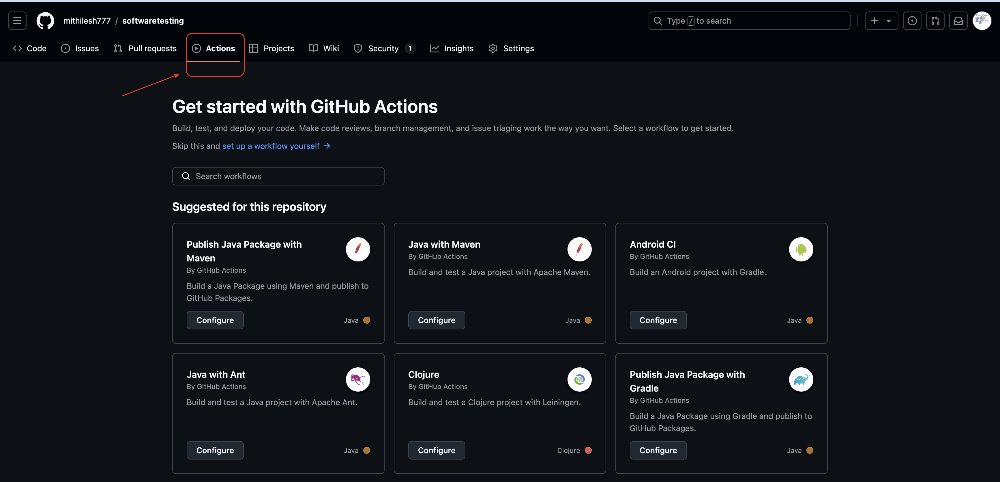 mithilesh777 / softwaretesting
Type / to search
Code Issues Pull requests Actions Projects Wiki Security 1 Insights Settings
Get started with GitHub Actions
Build, test, and deploy your code. Make code reviews, branch management, and issue triaging work the way you want. Select a workflow to get started.
Skip this and set up a workflow yourself →
Search workflows
Suggested for this repository
Publish Java Package with
Maven
By GitHub Actions
Build a Java Package using Maven and publish to
GitHub Packages.
Configure
Java
Java with Maven
By GitHub Actions
Build and test a Java project with Apache Maven.
Configure
Java
Android CI
By GitHub Actions
Build an Android project with Gradle.
Configure
Java
Java with Ant
By GitHub Actions
Build and test a Java project with Apache Ant.
Configure
Java
Clojure
By GitHub Actions
Build and test a Clojure project with Leiningen.
Configure
Clojure
Publish Java Package with
Gradle
By GitHub Actions
Build a Java Package using Gradle and publish to
GitHub Packages.
Configure
Java